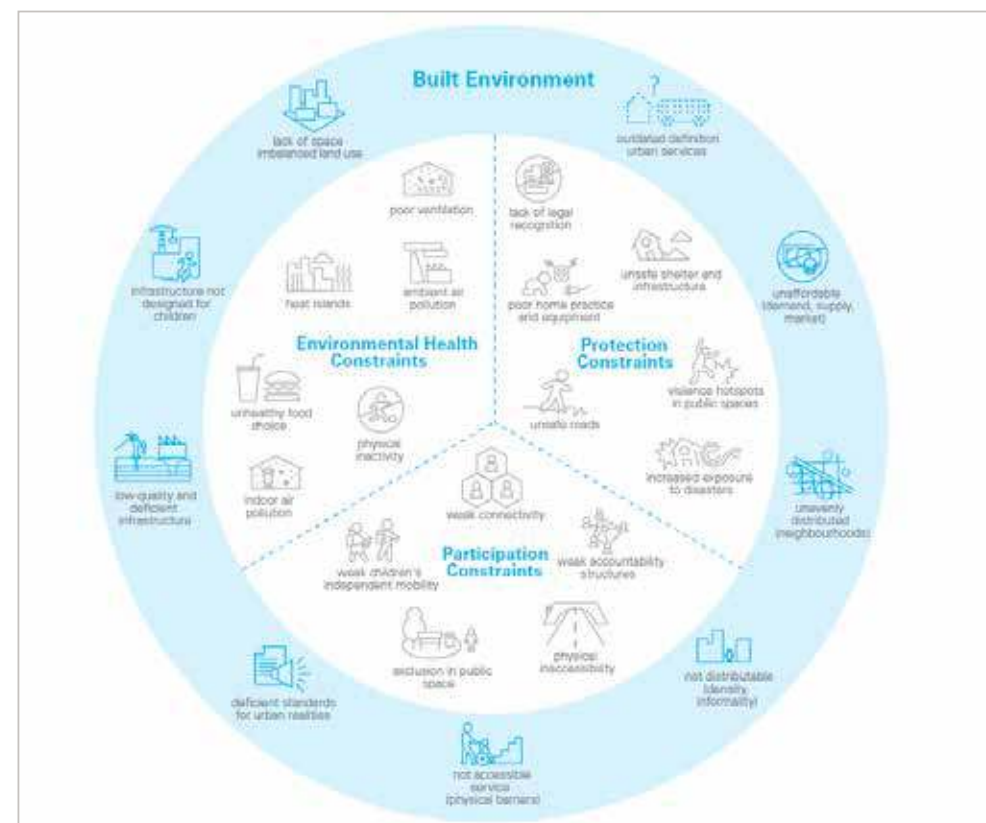 Built Environment
lack of space
imbalanced land use
outdated definition
urban services
poor ventilation
lack of legal
recognition
infrastructure not
designed for
children
heat islands
ambient air
pollution
poor home practice
and equipment
unsafe shelter and
infrastructure
unaffordable
(demand, supply,
market)
Environmental Health
Constraints
Protection
Constraints
unhealthy food
choice
physical
inactivity
unsafe roads
violence hotspots
in public spaces
low-quality and
deficient
infrastructure
indoor air
pollution
increased exposure
to disasters
unevenly
distributed
(neighbourhoods)
weak connectivity
Participation
Constraints
weak children's
independent mobility
weak accountability
structures
exclusion in public
space
physical
inaccessibility
deficient standards
for urban realities
not distributable
(density,
informality)
not accessible
service
(physical barriers)